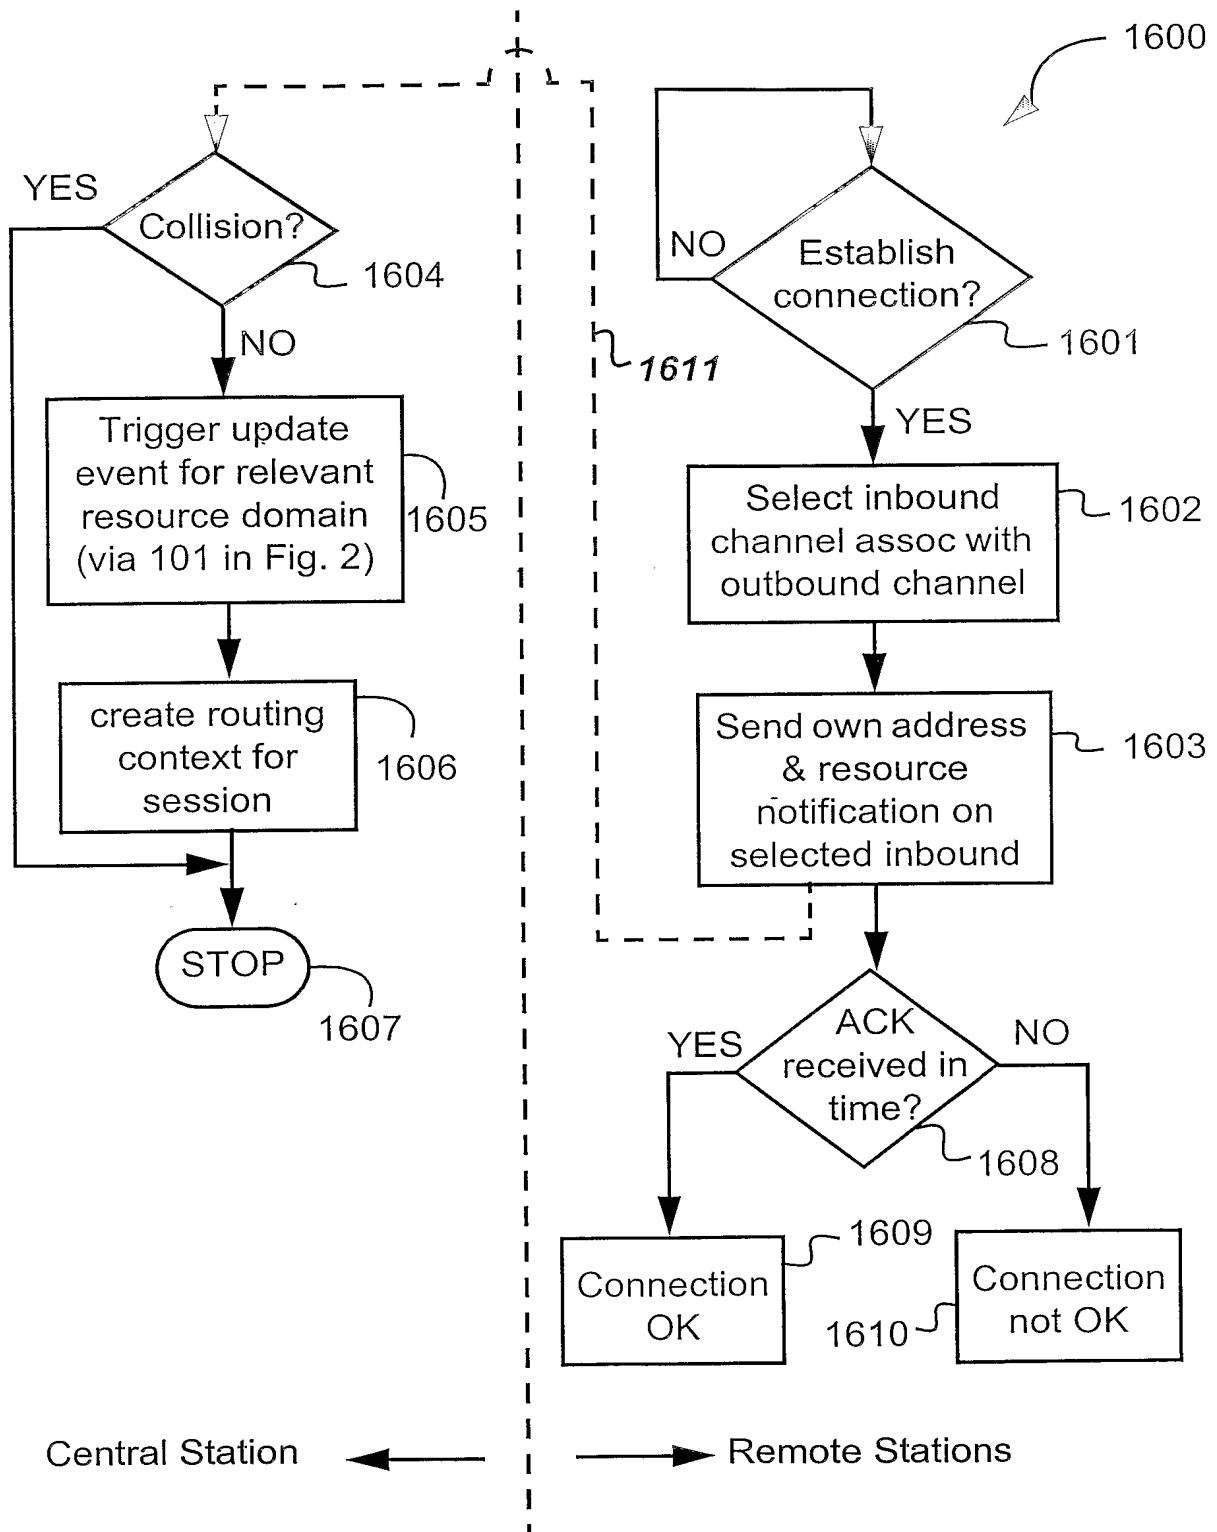 1600
YES
Collision?
1604
NO
Trigger update
event for relevant
resource domain
(via 101 in Fig. 2)
1605
create routing
context for
session
1606
STOP
1607
1611
NO
Establish
connection?
1601
YES
Select inbound
channel assoc with
outbound channel
1602
Send own address
& resource
notification on
selected inbound
1603
YES
ACK
received in
time?
NO
1608
Connection
OK
1609
Connection
not OK
1610
Central Station
Remote Stations